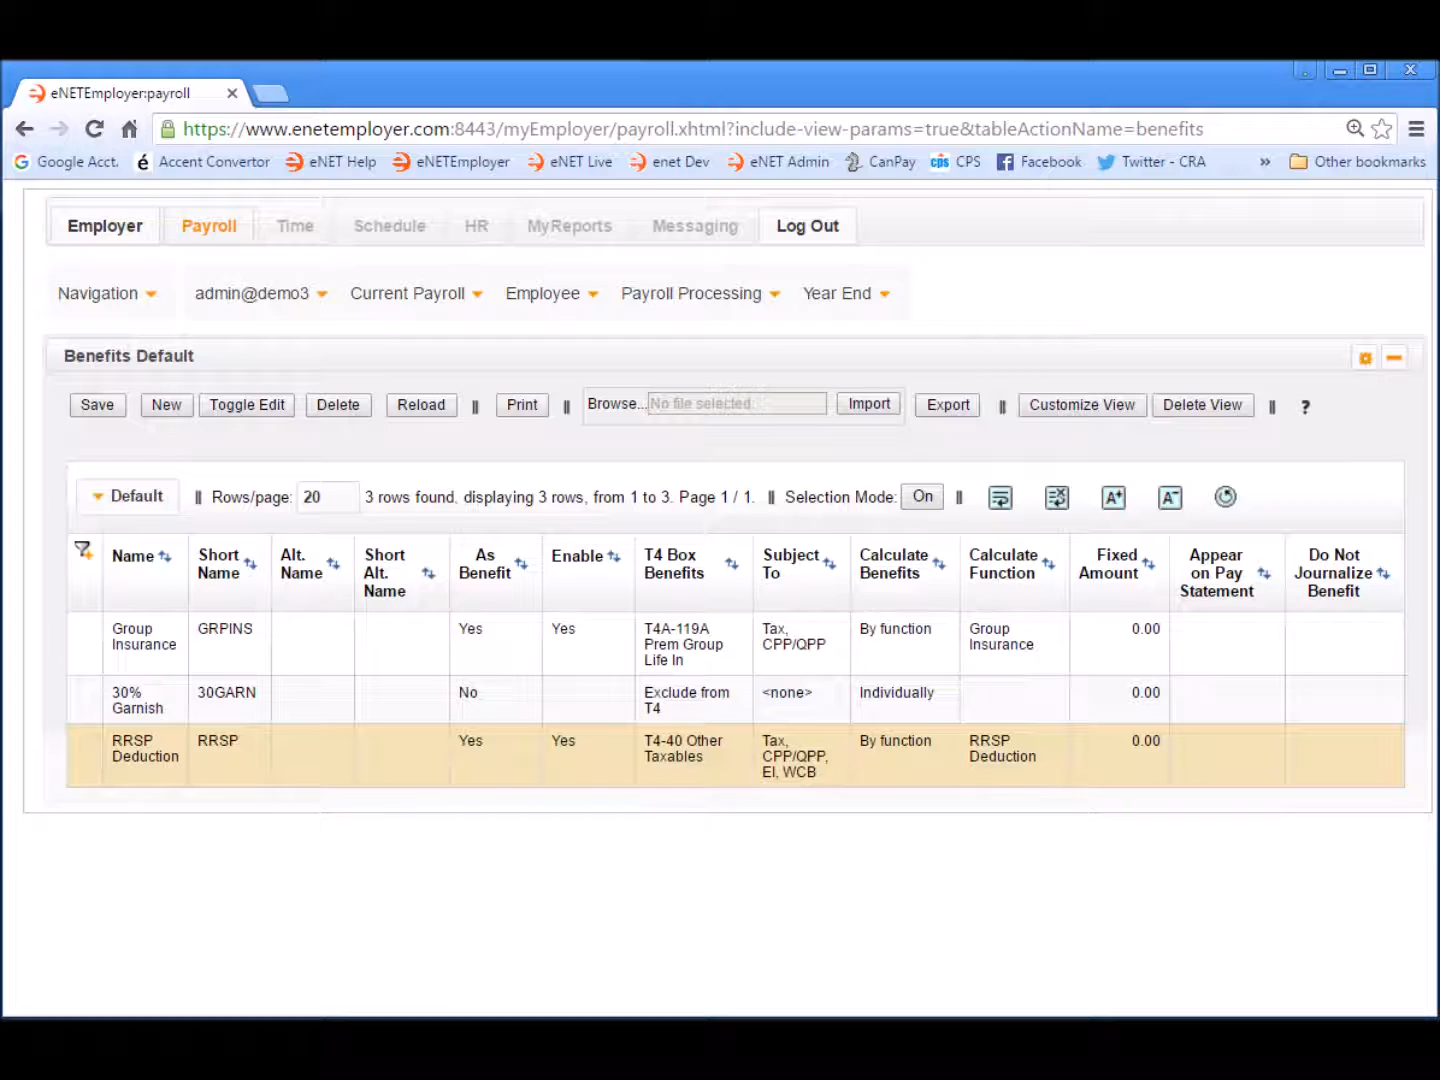 eNETEmployer:payroll
https://www.enetemployer.com:8443/myEmployer/payroll.xhtml?include-view-params=true&tableActionName=benefits
Google Acct. Accent Convertor eNET Help eNETEmployer eNET Live enet Dev eNET Admin CanPay cps CPS Facebook Twitter - CRA » Other bookmarks
Employer Payroll Time Schedule HR MyReports Messaging Log Out
Navigation admin@demo3 Current Payroll Employee Payroll Processing Year End
Benefits Default
Save New Toggle Edit Delete Reload || Print || Browse... No file selected. Import Export || Customize View Delete View || ?
Default || Rows/page: 20 3 rows found, displaying 3 rows, from 1 to 3. Page 1 / 1. || Selection Mode: On || A+ A-
Name Short Name Alt. Name Short Alt. Name As Benefit Enable T4 Box Benefits Subject To Calculate Benefits Calculate Function Fixed Amount Appear on Pay Statement Do Not Journalize Benefit
Group Insurance GRPINS Yes Yes T4A-119A Prem Group Life In Tax, CPP/QPP By function Group Insurance 0.00
30% Garnish 30GARN No Exclude from T4 <none> Individually 0.00
RRSP Deduction RRSP Yes Yes T4-40 Other Taxables Tax, CPP/QPP, EI, WCB By function RRSP Deduction 0.00